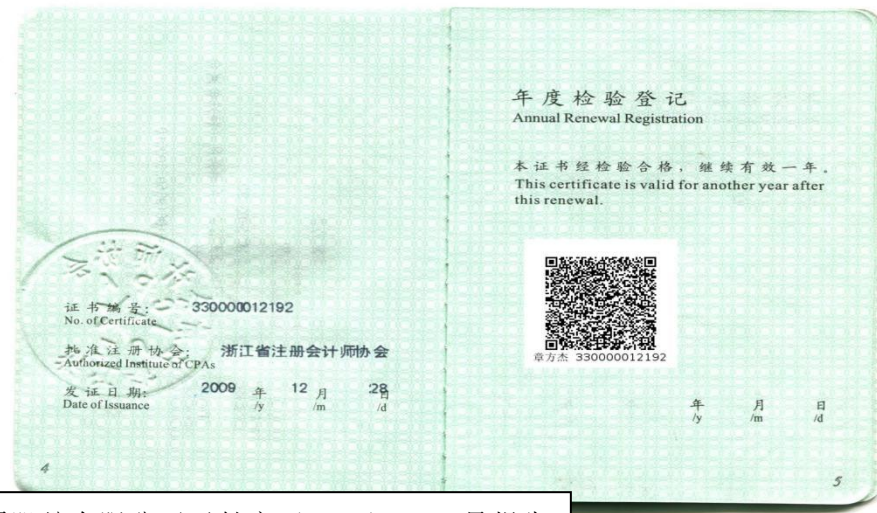 证书编号: 330000012192
No. of Certificate
批准注册协会: 浙江省注册会计师协会
Authorized Institute of CPAs
发证日期: 2009 年 12 月 28 日
Date of Issuance /y /m /d
4
年度检验登记
Annual Renewal Registration
本证书经检验合格，继续有效一年。
This certificate is valid for another year after
this renewal.
章方杰 330000012192
年 月 日
/y /m /d
5